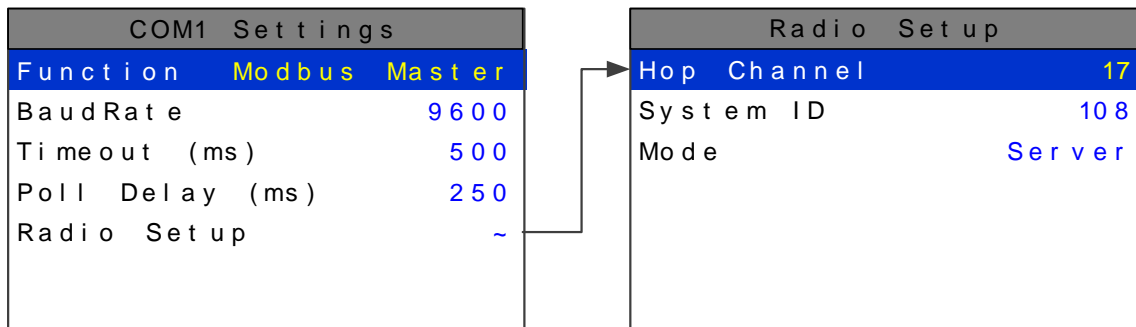 COM1 Settings
Function Modbus Master
BaudRate 9600
Timeout (ms) 500
Poll Delay (ms) 250
Radio Setup ~
Radio Setup
Hop Channel 17
System ID 108
Mode Server